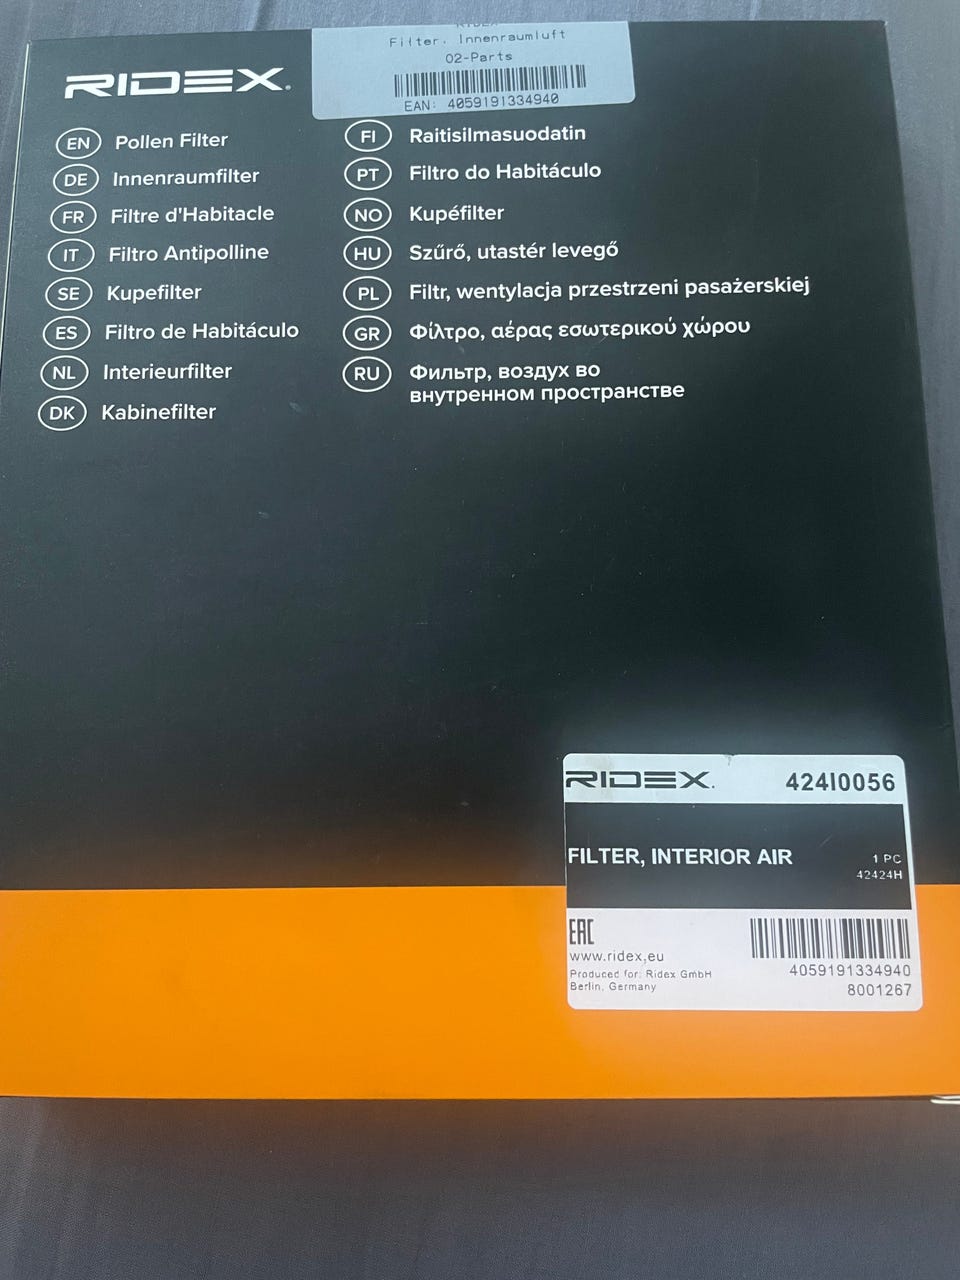 Filter. Innenraumluft
02-Parts
EAN: 4059191334940
RIDEX
EN Pollen Filter
DE Innenraumfilter
FR Filtre d'Habitacle
IT Filtro Antipolline
SE Kupefilter
ES Filtro de Habitáculo
NL Interieurfilter
DK Kabinefilter
FI Raitisilmasuodatin
PT Filtro do Habitáculo
NO Kupéfilter
HU Szűrő, utastér levegő
PL Filtr, wentylacja przestrzeni pasażerskiej
GR Φίλτρο, αέρας εσωτερικού χώρου
RU Фильтр, воздух во
внутренном пространстве
RIDEX 424I0056
FILTER, INTERIOR AIR
1 PC
42424H
EAC
www.ridex.eu
Produced for: Ridex GmbH
Berlin, Germany
4059191334940
8001267